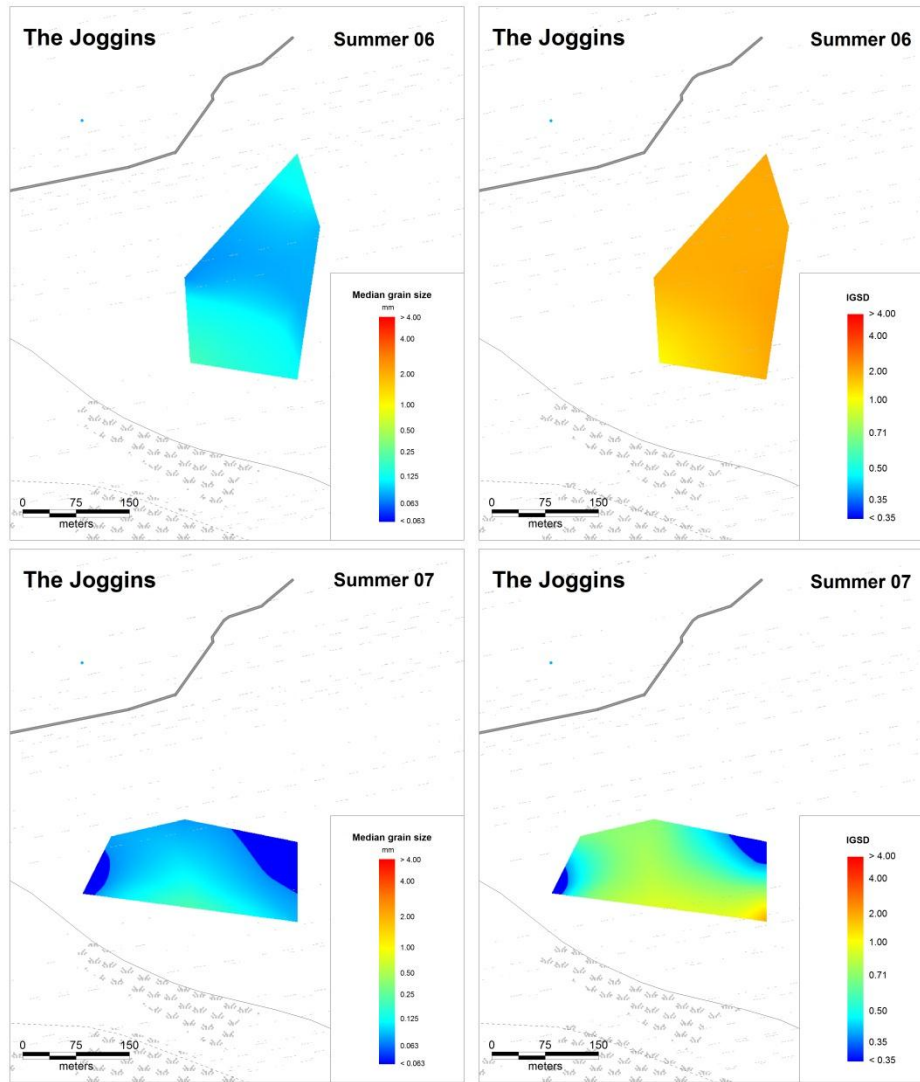 The Joggins Summer 06
Median grain size
mm
> 4.00
4.00
2.00
1.00
0.50
0.25
0.125
0.063
< 0.063
0 75 150
meters
The Joggins Summer 06
IGSD
> 4.00
4.00
2.00
1.00
0.71
0.50
0.35
< 0.35
0 75 150
meters
The Joggins Summer 07
Median grain size
mm
> 4.00
4.00
2.00
1.00
0.50
0.25
0.125
0.063
< 0.063
0 75 150
meters
The Joggins Summer 07
IGSD
> 4.00
4.00
2.00
1.00
0.71
0.50
0.35
< 0.35
0 75 150
meters